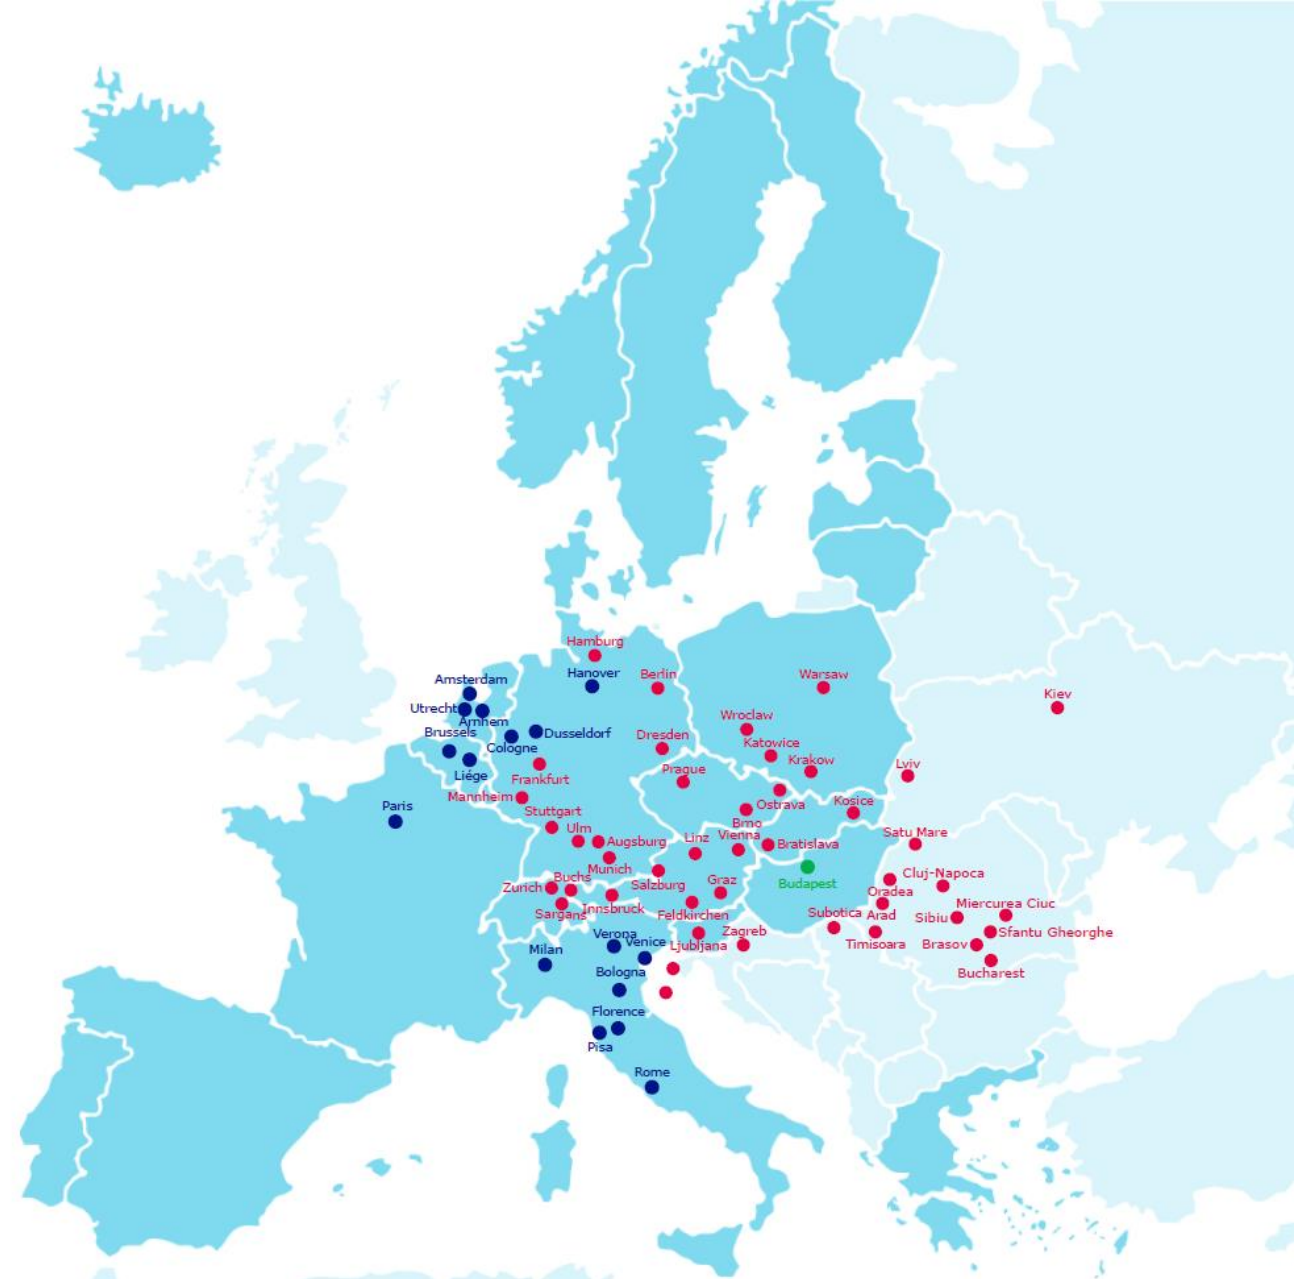 Hamburg
Hanover
Berlin
Warsaw
Amsterdam
Utrecht
Arnhem
Kiev
Brussels
Wroclaw
Dusseldorf
Dresden
Cologne
Katowice
Krakow
Lviv
Liége
Frankfurt
Prague
Mannheim
Paris
Ostrava
Kosice
Stuttgart
Brno
Ulm
Vienna
Linz
Augsburg
Bratislava
Satu Mare
Munich
Cluj-Napoca
Buchs
Zurich
Salzburg
Graz
Budapest
Oradea
Miercurea Ciuc
Sargans
Innsbruck
Feldkirchen
Subotica
Arad
Sibiu
Zagreb
Sfantu Gheorghe
Verona
Venice
Ljubljana
Timisoara
Brasov
Milan
Bologna
Bucharest
Florence
Pisa
Rome